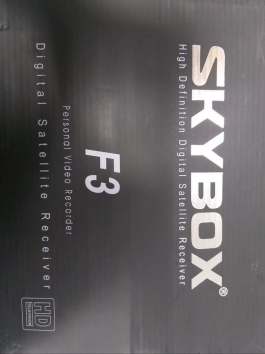 SKYBOX®
High Definition Digital Satellite Receiver
F3
Personal Video Recorder
Digital Satellite Receiver
HD